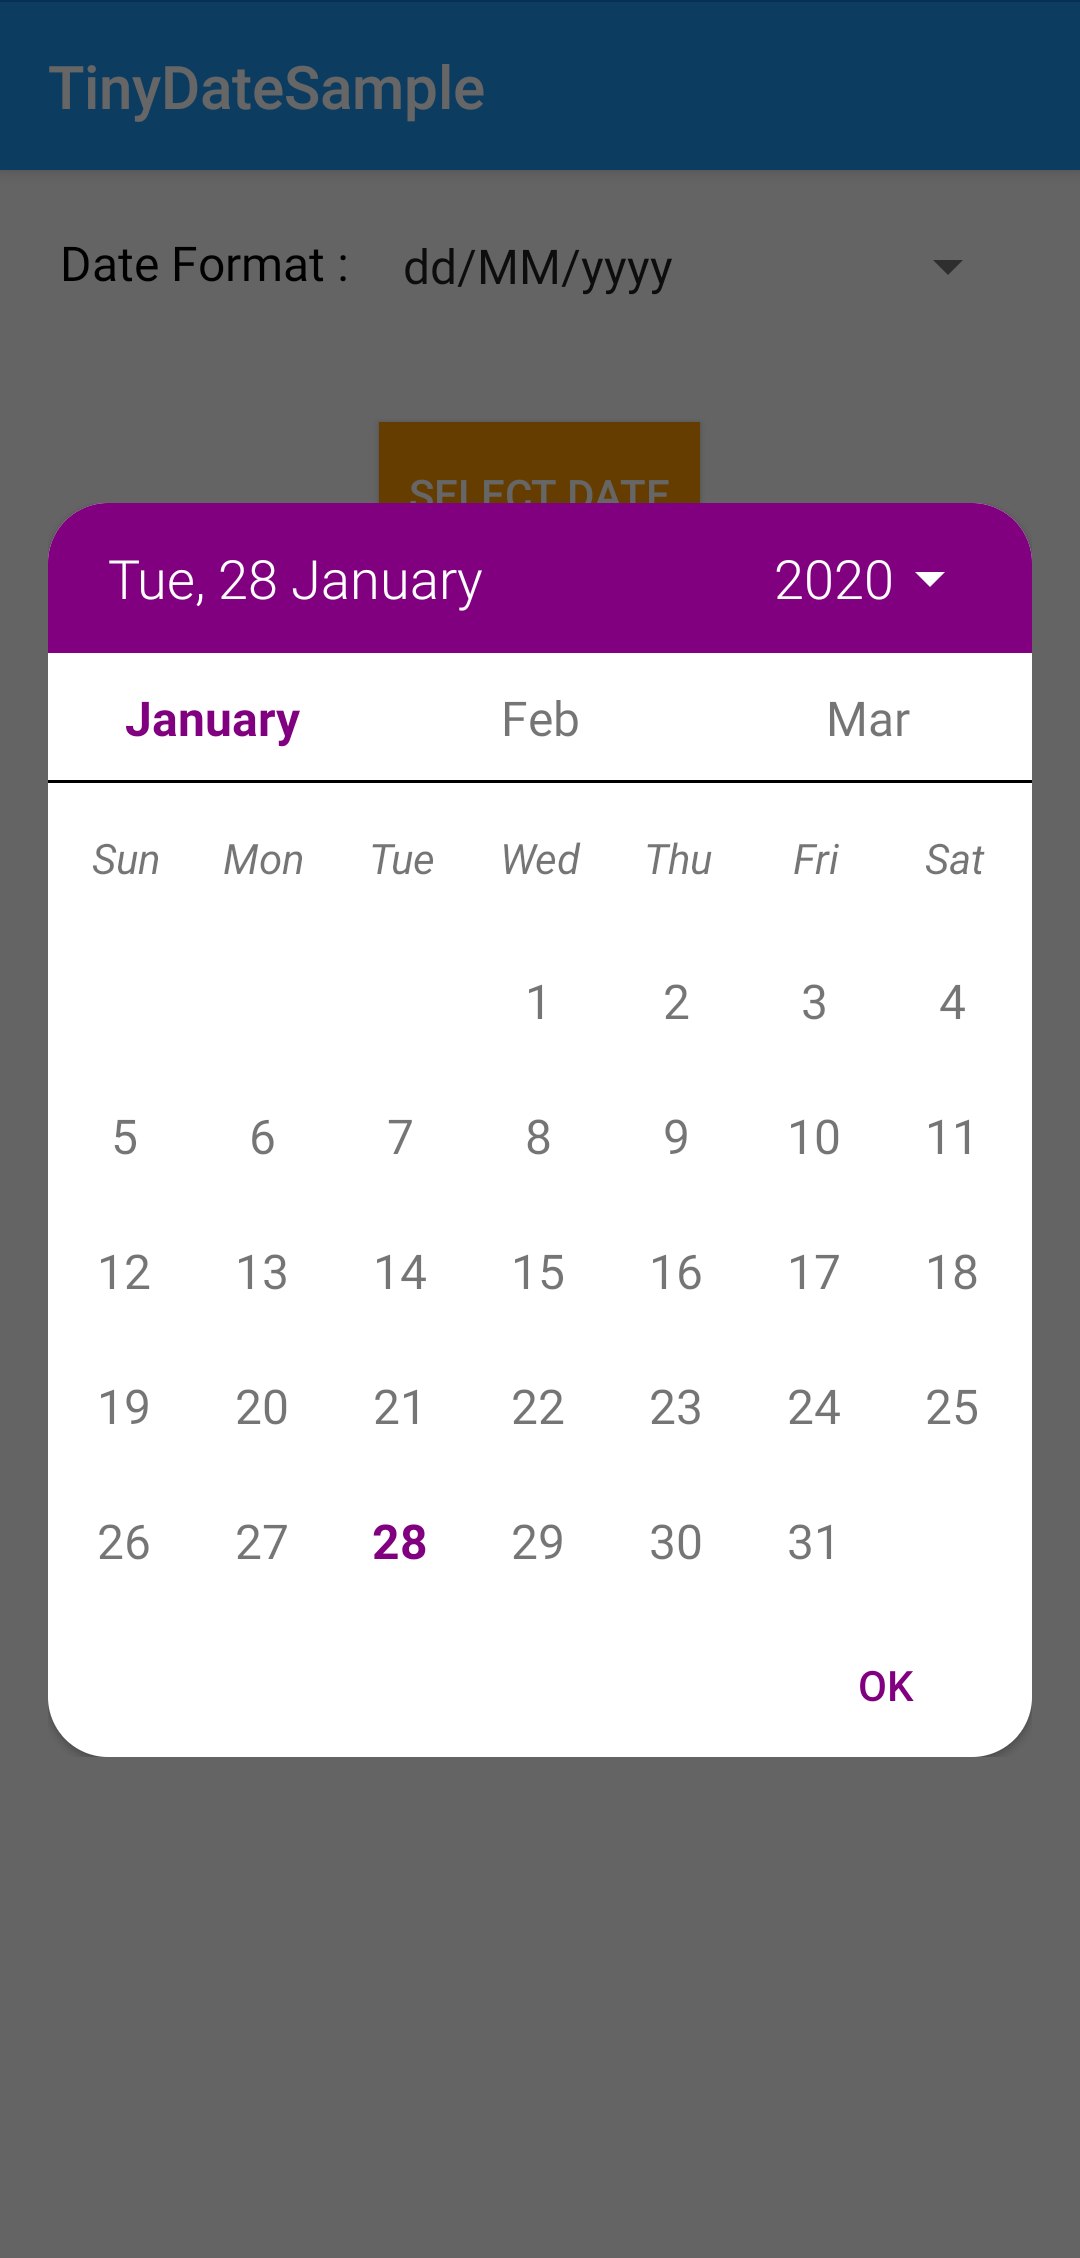 TinyDateSample
Date Format : dd/MM/yyyy
SELECT DATE
Tue, 28 January 2020
January Feb Mar
Sun Mon Tue Wed Thu Fri Sat
1 2 3 4
5 6 7 8 9 10 11
12 13 14 15 16 17 18
19 20 21 22 23 24 25
26 27 28 29 30 31
OK